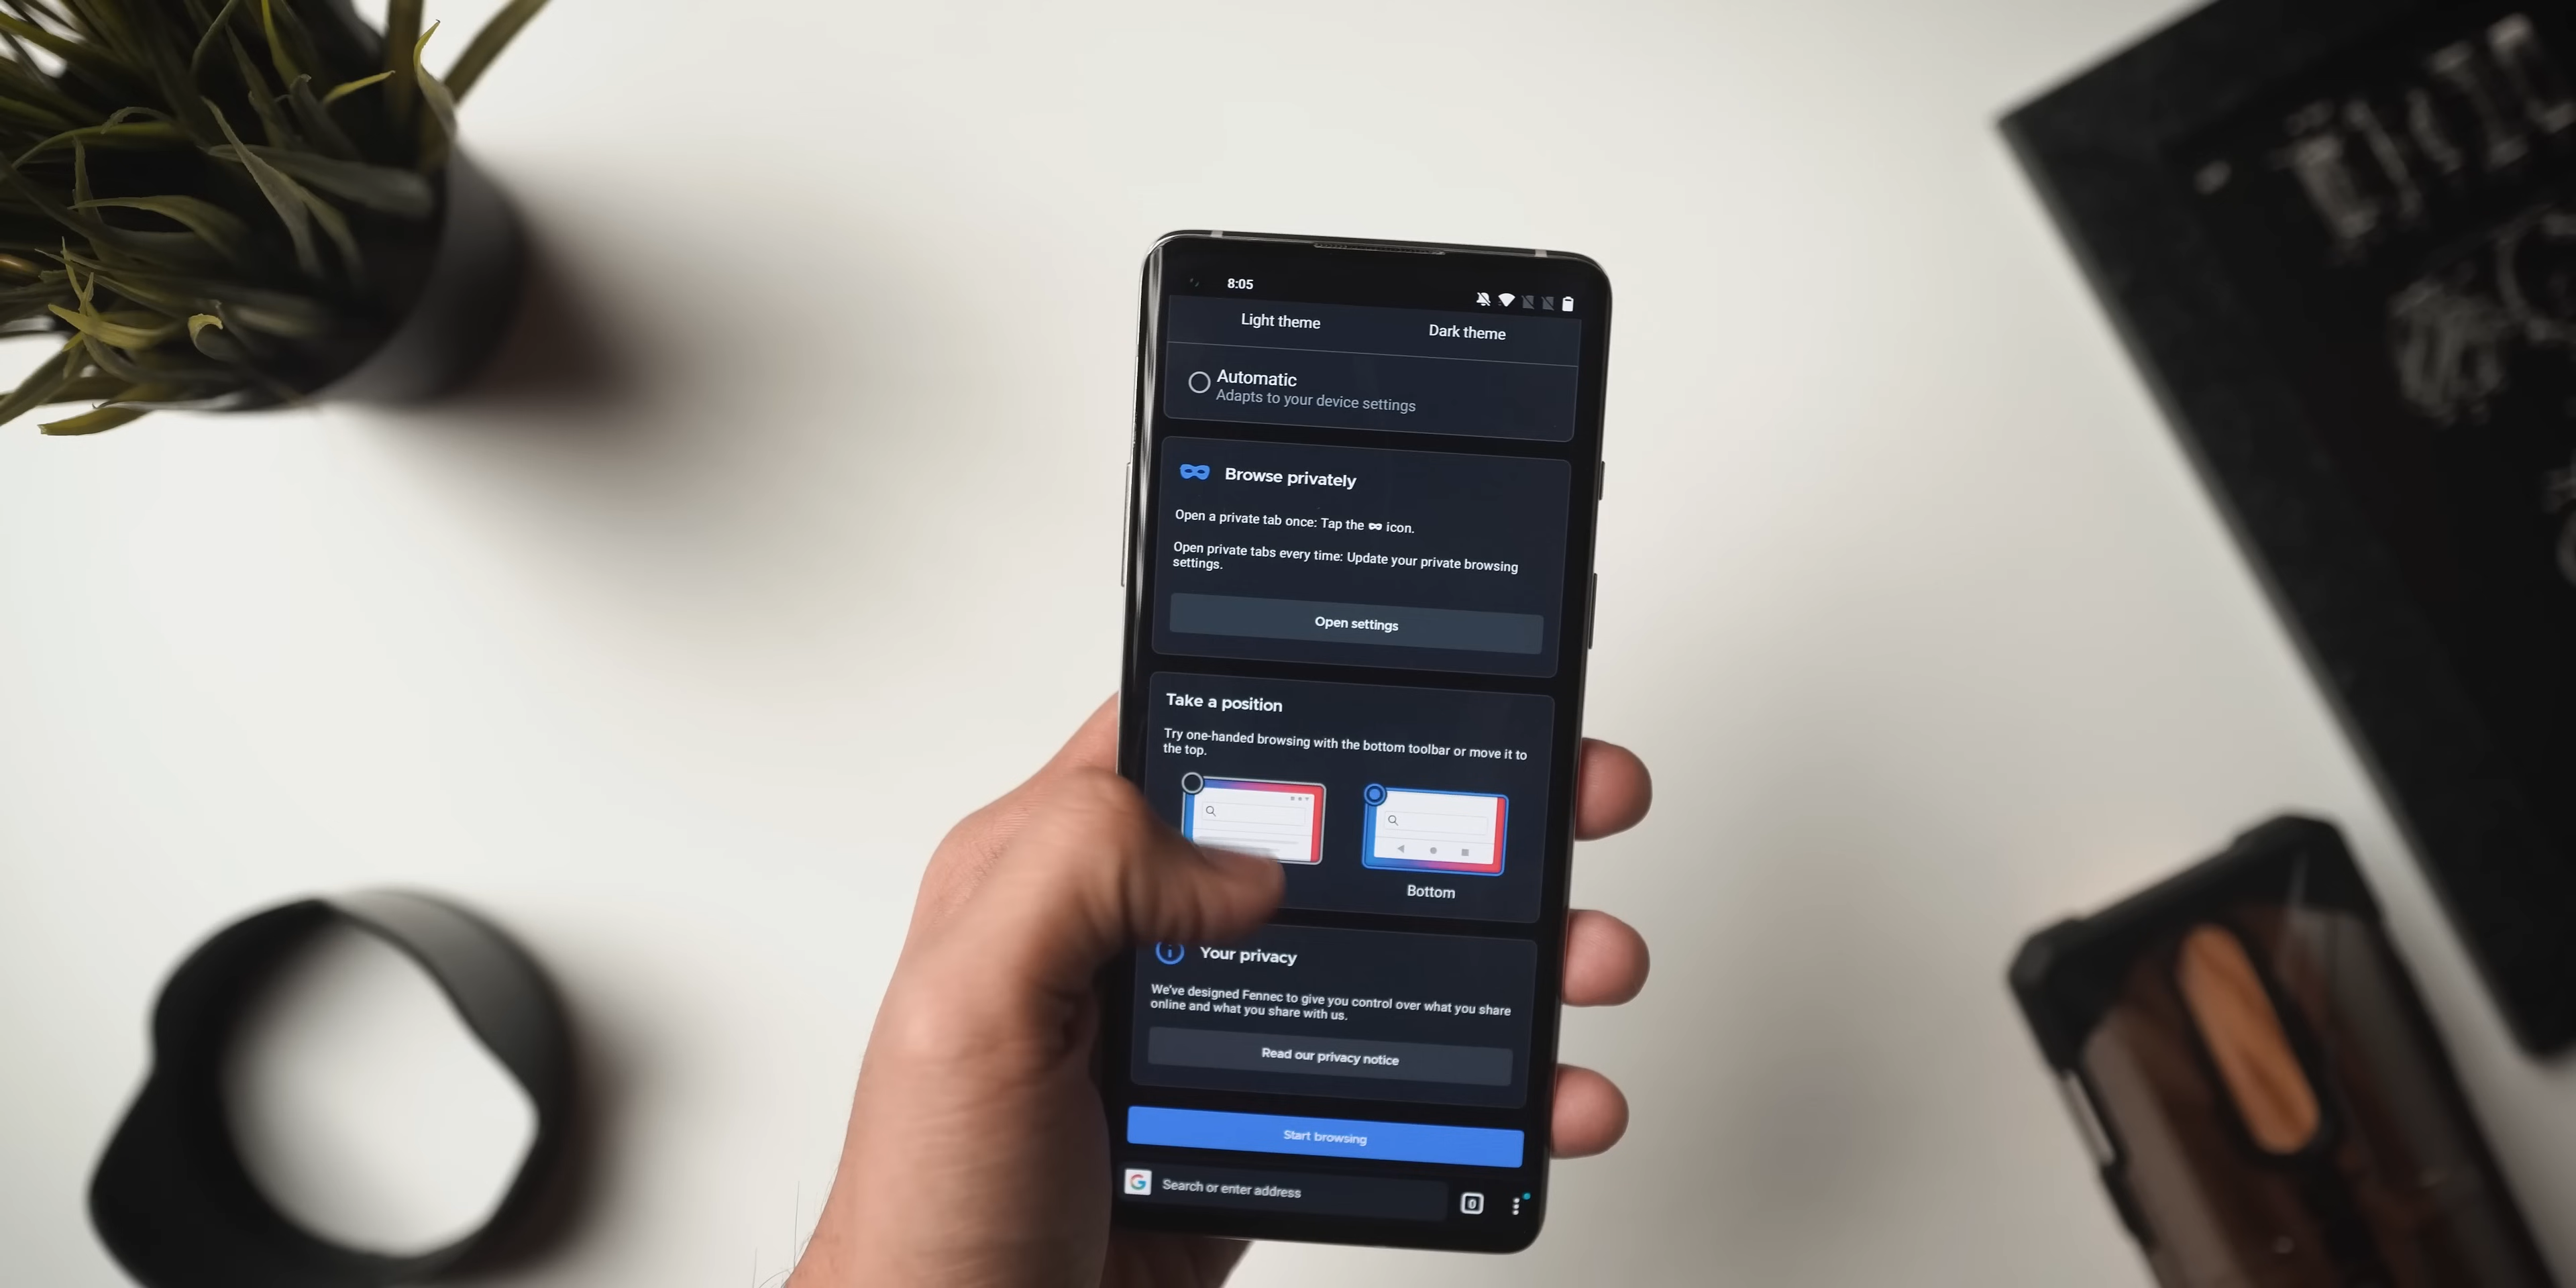 8:05
Light theme
Dark theme
Automatic
Adapts to your device settings
Browse privately
Open a private tab once: Tap the icon.
Open private tabs every time: Update your private browsing
settings.
Open settings
Take a position
Try one-handed browsing with the bottom toolbar or move it to
the top.
Bottom
Your privacy
We've designed Fennec to give you control over what you share
online and what you share with us.
Read our privacy notice
Start browsing
G Search or enter address
0